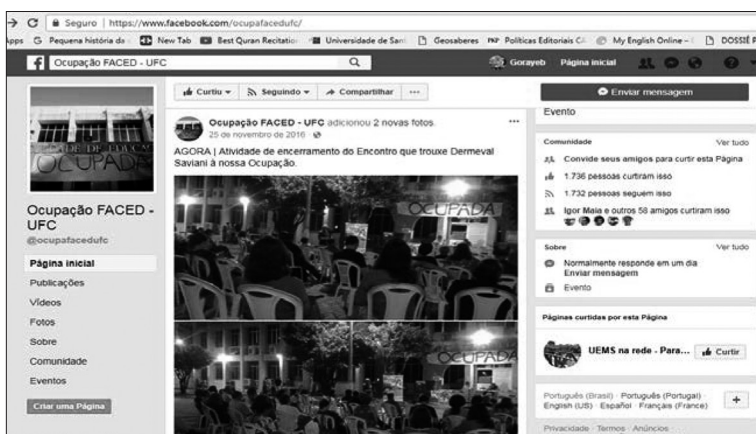 Seguro | https://www.facebook.com/ocupafacedufc/
Apps Pequena história da New Tab Best Quran Recitatio Universidade de San Geosaberes PKP Políticas Editoriais CA My English Online - DOSSIÊ P
Ocupação FACED - UFC
Gorayeb Página inicial
Curtiu Seguindo Compartilhar ...
Enviar mensagem
OCUPADA
Ocupação FACED -
UFC
@ocupafacedufc
Página inicial
Publicações
Vídeos
Fotos
Sobre
Comunidade
Eventos
Criar uma Página
Ocupação FACED - UFC adicionou 2 novas fotos.
25 de novembro de 2016 ·
AGORA | Atividade de encerramento do Encontro que trouxe Dermeval
Saviani à nossa Ocupação.
OCUPADA
OCUPADA
Evento
Comunidade Ver tudo
Convide seus amigos para curtir esta Página
1.736 pessoas curtiram isso
1.732 pessoas seguem isso
Igor Maia e outros 58 amigos curtiram isso
Sobre Ver tudo
Normalmente responde em um dia
Enviar mensagem
Evento
Páginas curtidas por esta Página
UEMS na rede - Para... Curtir
Português (Brasil) · Português (Portugal) ·
English (US) · Español · Français (France)
Privacidade · Termos · Anúncios ·